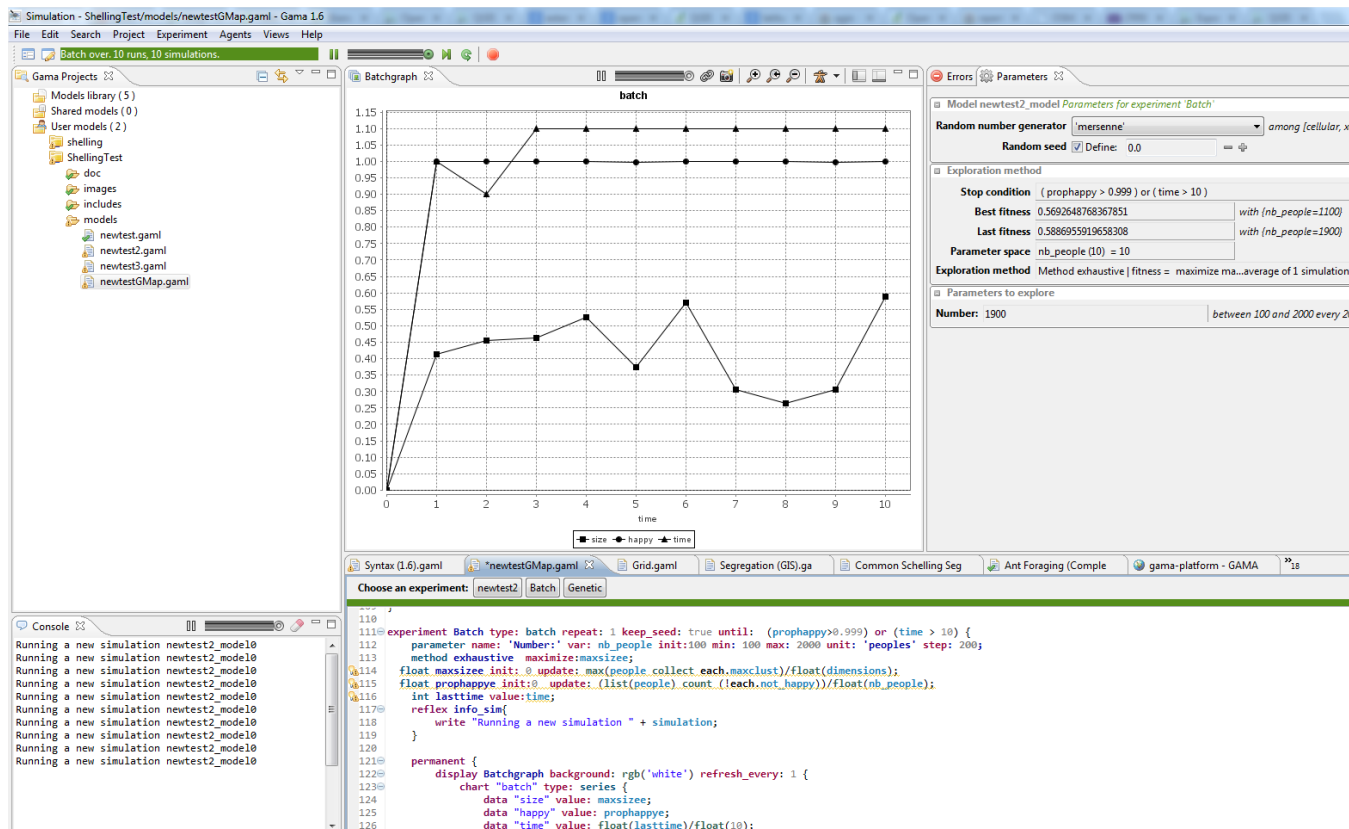 Simulation - ShellingTest/models/newtestGMap.gaml - Gama 1.6
File Edit Search Project Experiment Agents Views Help
Batch over. 10 runs, 10 simulations.
Gama Projects
Models library ( 5 )
Shared models ( 0 )
User models ( 2 )
shelling
ShellingTest
doc
images
includes
models
newtest.gaml
newtest2.gaml
newtest3.gaml
newtestGMap.gaml
Batchgraph
batch
1.15
1.10
1.05
1.00
0.95
0.90
0.85
0.80
0.75
0.70
0.65
0.60
0.55
0.50
0.45
0.40
0.35
0.30
0.25
0.20
0.15
0.10
0.05
0.00
0 1 2 3 4 5 6 7 8 9 10
time
size happy time
Errors Parameters
Model newtest2_model Parameters for experiment 'Batch'
Random number generator 'mersenne' among [cellular, x
Random seed Define: 0.0
Exploration method
Stop condition ( prophappy > 0.999 ) or ( time > 10 )
Best fitness 0.5692648768367851 with {nb_people=1100}
Last fitness 0.5886955919658308 with {nb_people=1900}
Parameter space nb_people (10) = 10
Exploration method Method exhaustive | fitness = maximize ma...average of 1 simulation
Parameters to explore
Number: 1900 between 100 and 2000 every 2
Console
Running a new simulation newtest2_model0
Running a new simulation newtest2_model0
Running a new simulation newtest2_model0
Running a new simulation newtest2_model0
Running a new simulation newtest2_model0
Running a new simulation newtest2_model0
Running a new simulation newtest2_model0
Running a new simulation newtest2_model0
Running a new simulation newtest2_model0
Running a new simulation newtest2_model0
Syntax (1.6).gaml *newtestGMap.gaml Grid.gaml Segregation (GIS).ga Common Schelling Seg Ant Foraging (Comple gama-platform - GAMA »18
Choose an experiment: newtest2 Batch Genetic
109 }
110
111 experiment Batch type: batch repeat: 1 keep_seed: true until: (prophappy>0.999) or (time > 10) {
112 parameter name: 'Number:' var: nb_people init:100 min: 100 max: 2000 unit: 'peoples' step: 200;
113 method exhaustive maximize:maxsizee;
114 float maxsizee init: 0 update: max(people collect each.maxclust)/float(dimensions);
115 float prophappye init:0 update: (list(people) count (!each.not_happy))/float(nb_people);
116 int lasttime value:time;
117 reflex info_sim{
118 write "Running a new simulation " + simulation;
119 }
120
121 permanent {
122 display Batchgraph background: rgb('white') refresh_every: 1 {
123 chart "batch" type: series {
124 data "size" value: maxsizee;
125 data "happy" value: prophappye;
126 data "time" value: float(lasttime)/float(10);